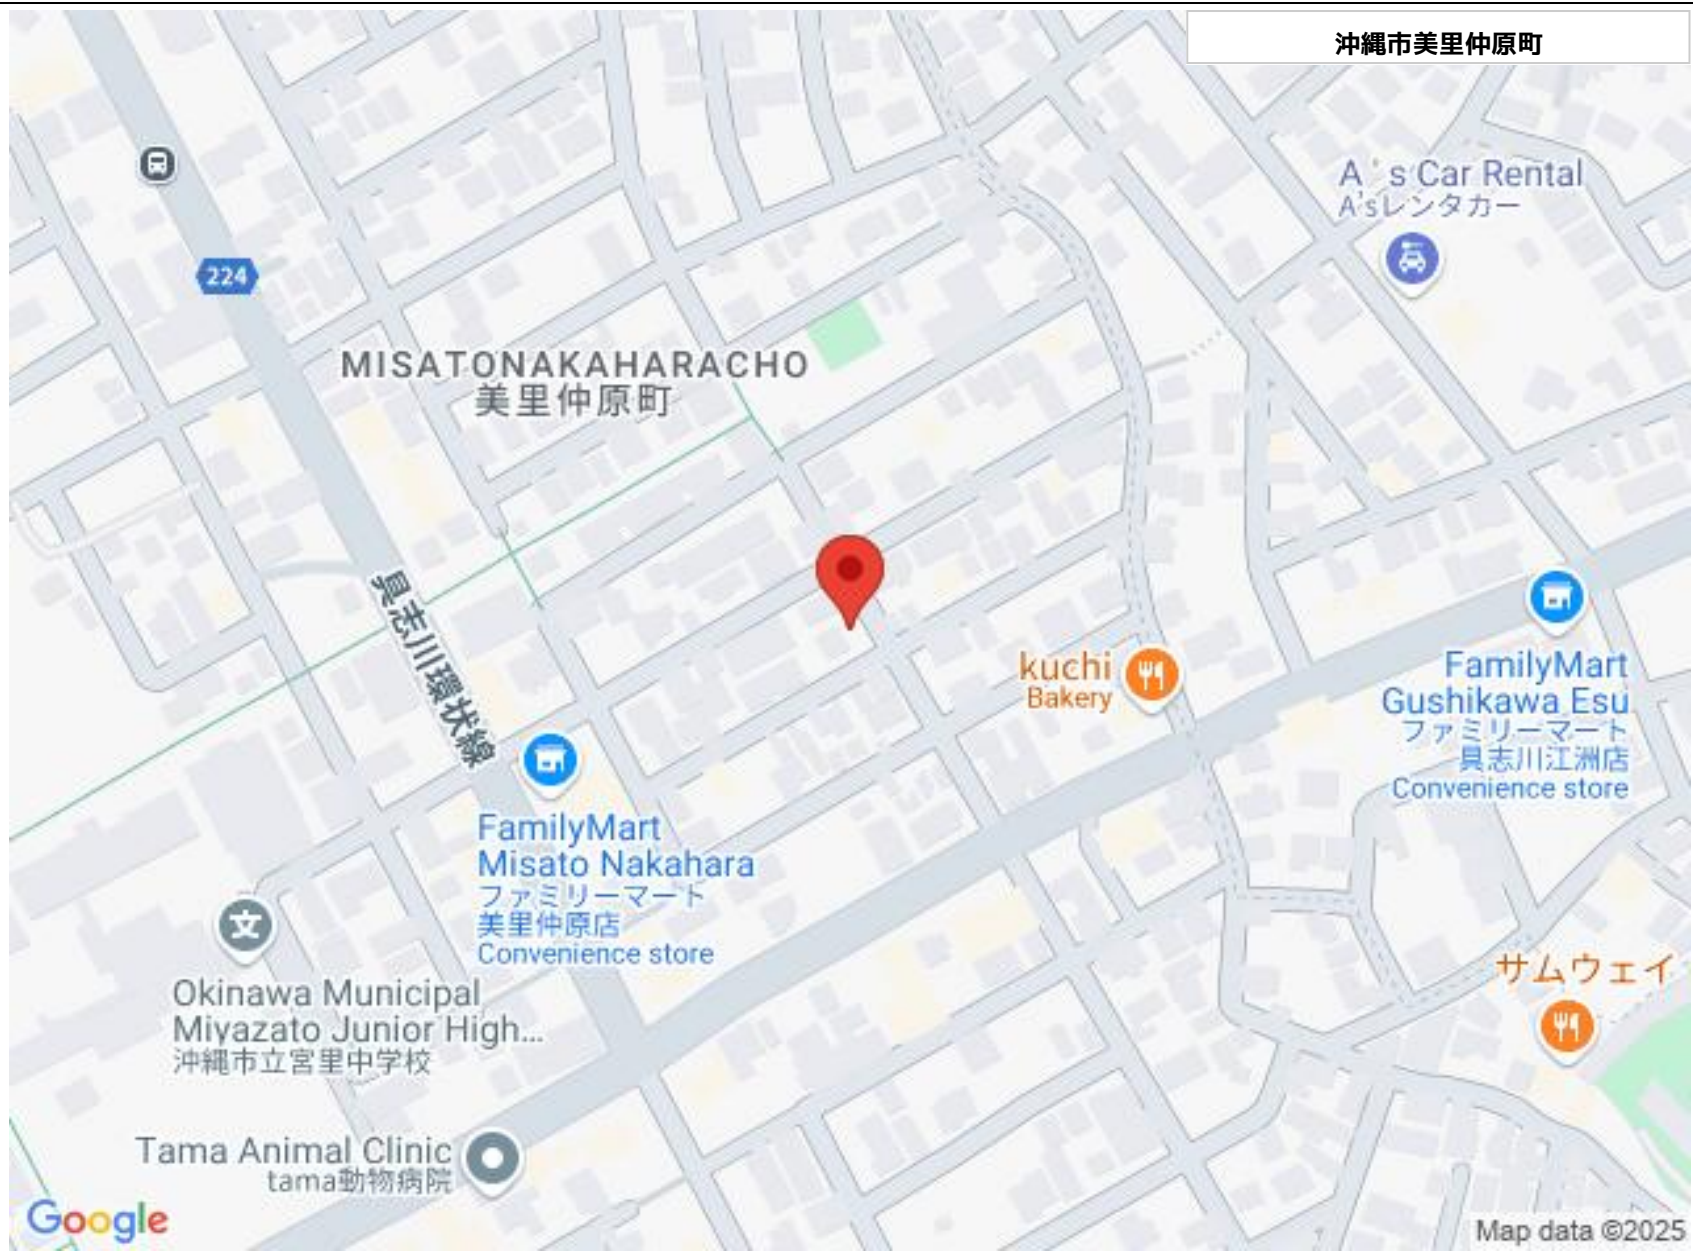 沖縄市美里仲原町
A's Car Rental
A'sレンタカー
224
MISATONAKAHARACHO
美里仲原町
具志川環状線
kuchi
Bakery
FamilyMart
Gushikawa Esu
ファミリーマート
具志川江洲店
Convenience store
FamilyMart
Misato Nakahara
ファミリーマート
美里仲原店
Convenience store
文
Okinawa Municipal
Miyazato Junior High...
沖縄市立宮里中学校
サムウェイ
Tama Animal Clinic
tama動物病院
Google
Map data ©2025